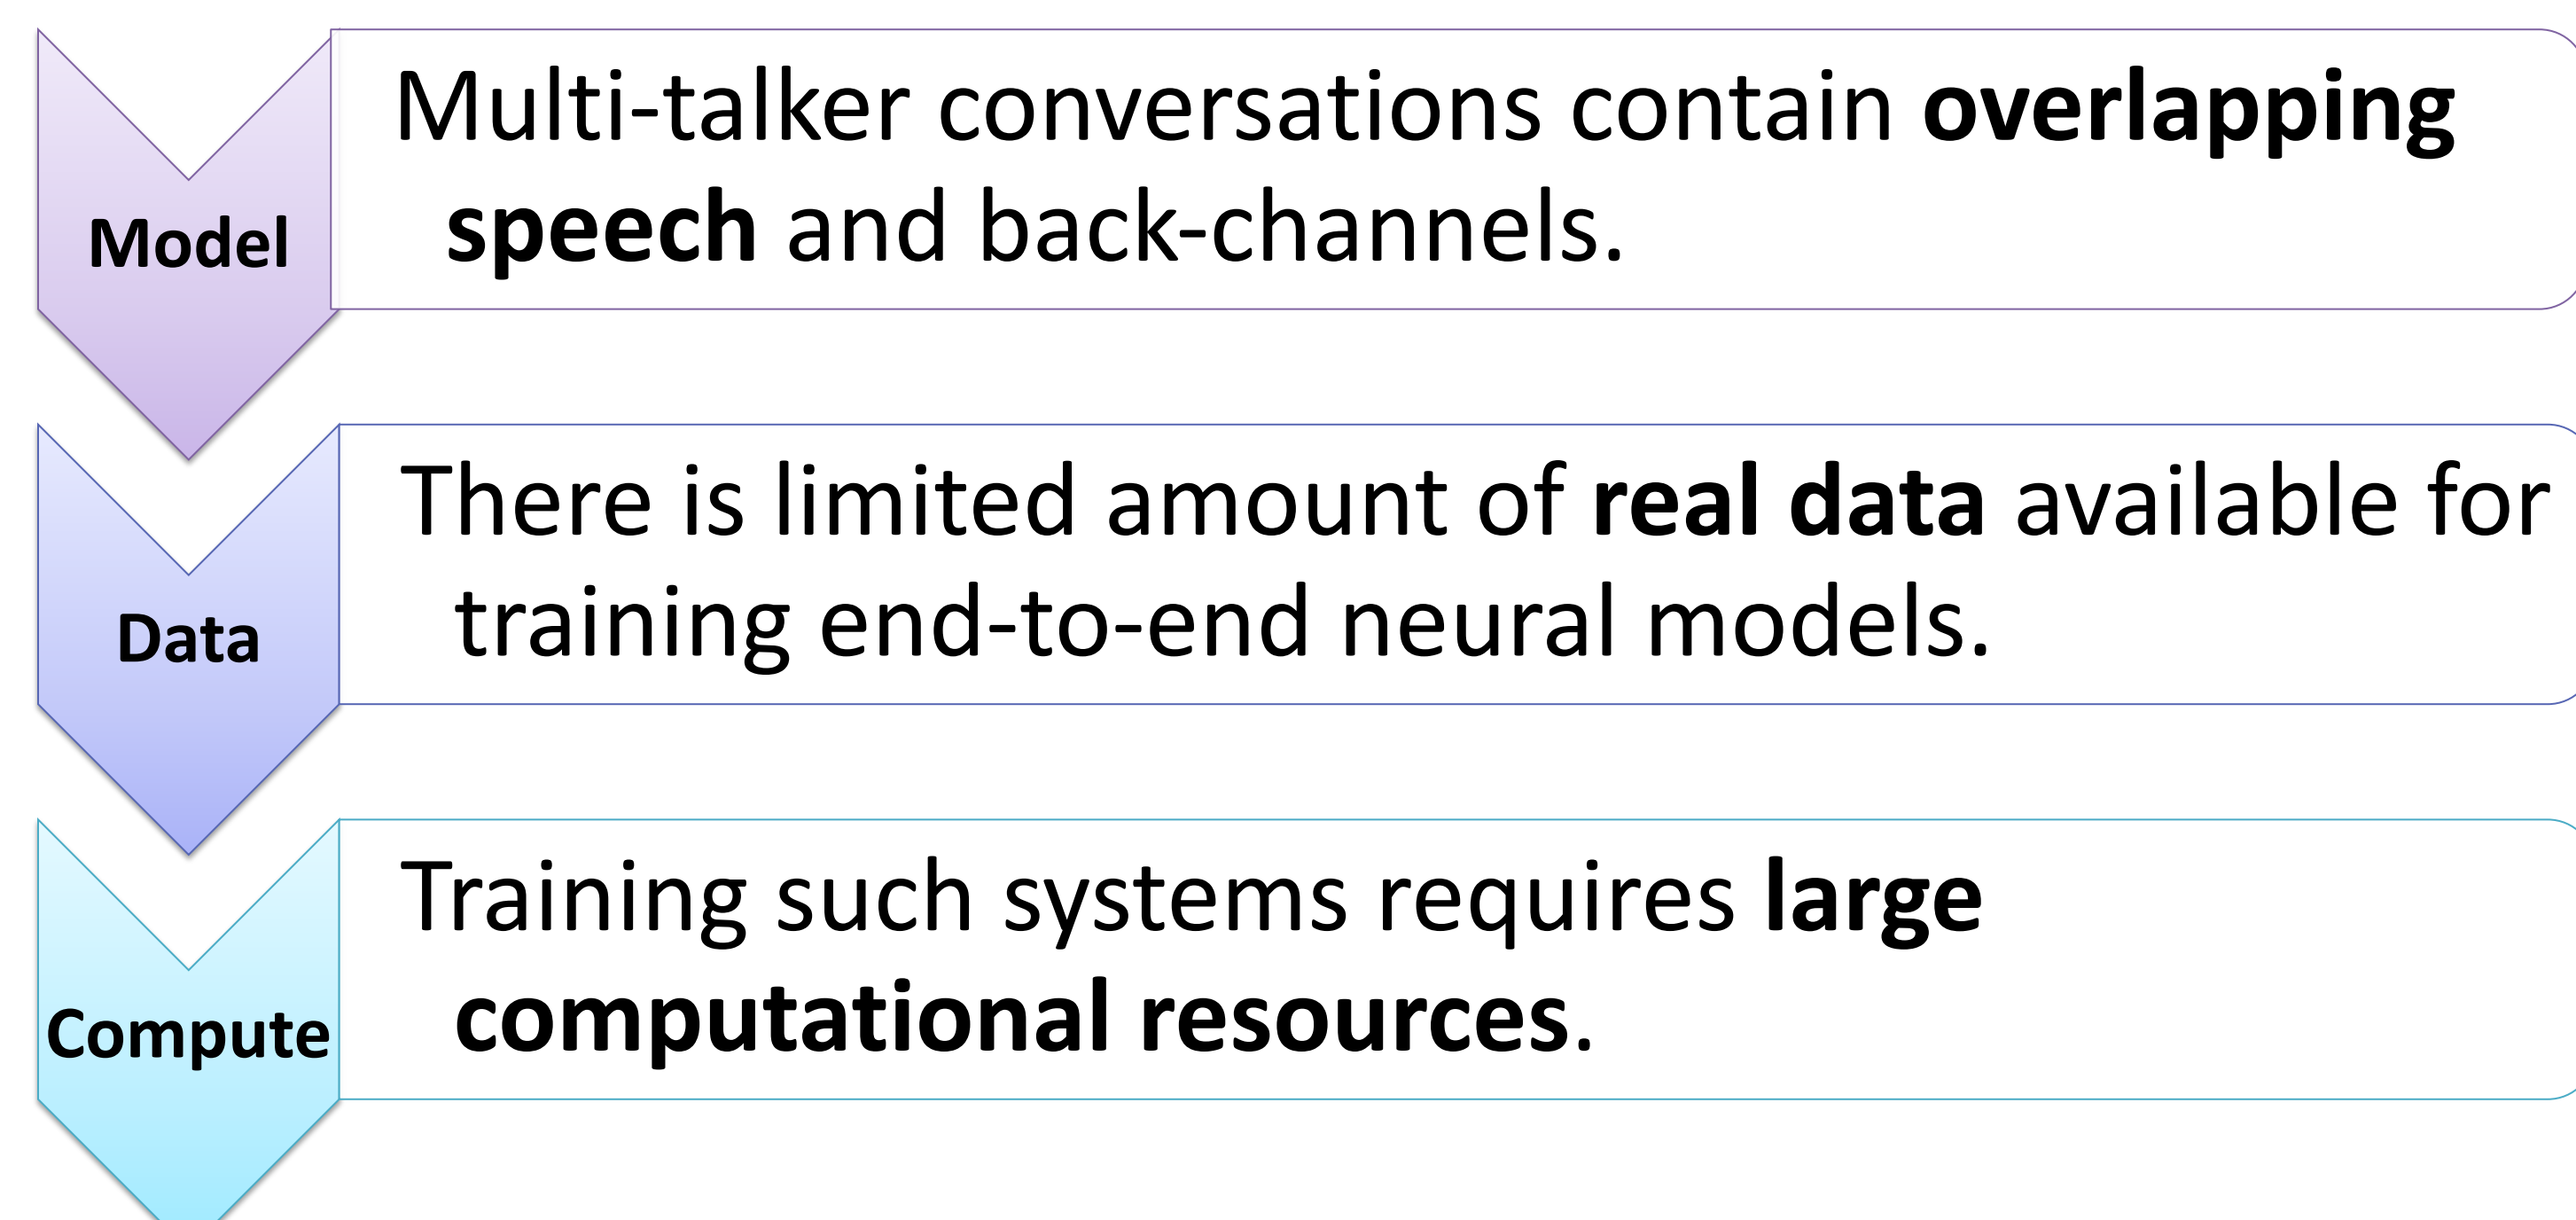 Model
Multi-talker conversations contain overlapping
speech and back-channels.
Data
There is limited amount of real data available for
training end-to-end neural models.
Compute
Training such systems requires large
computational resources.